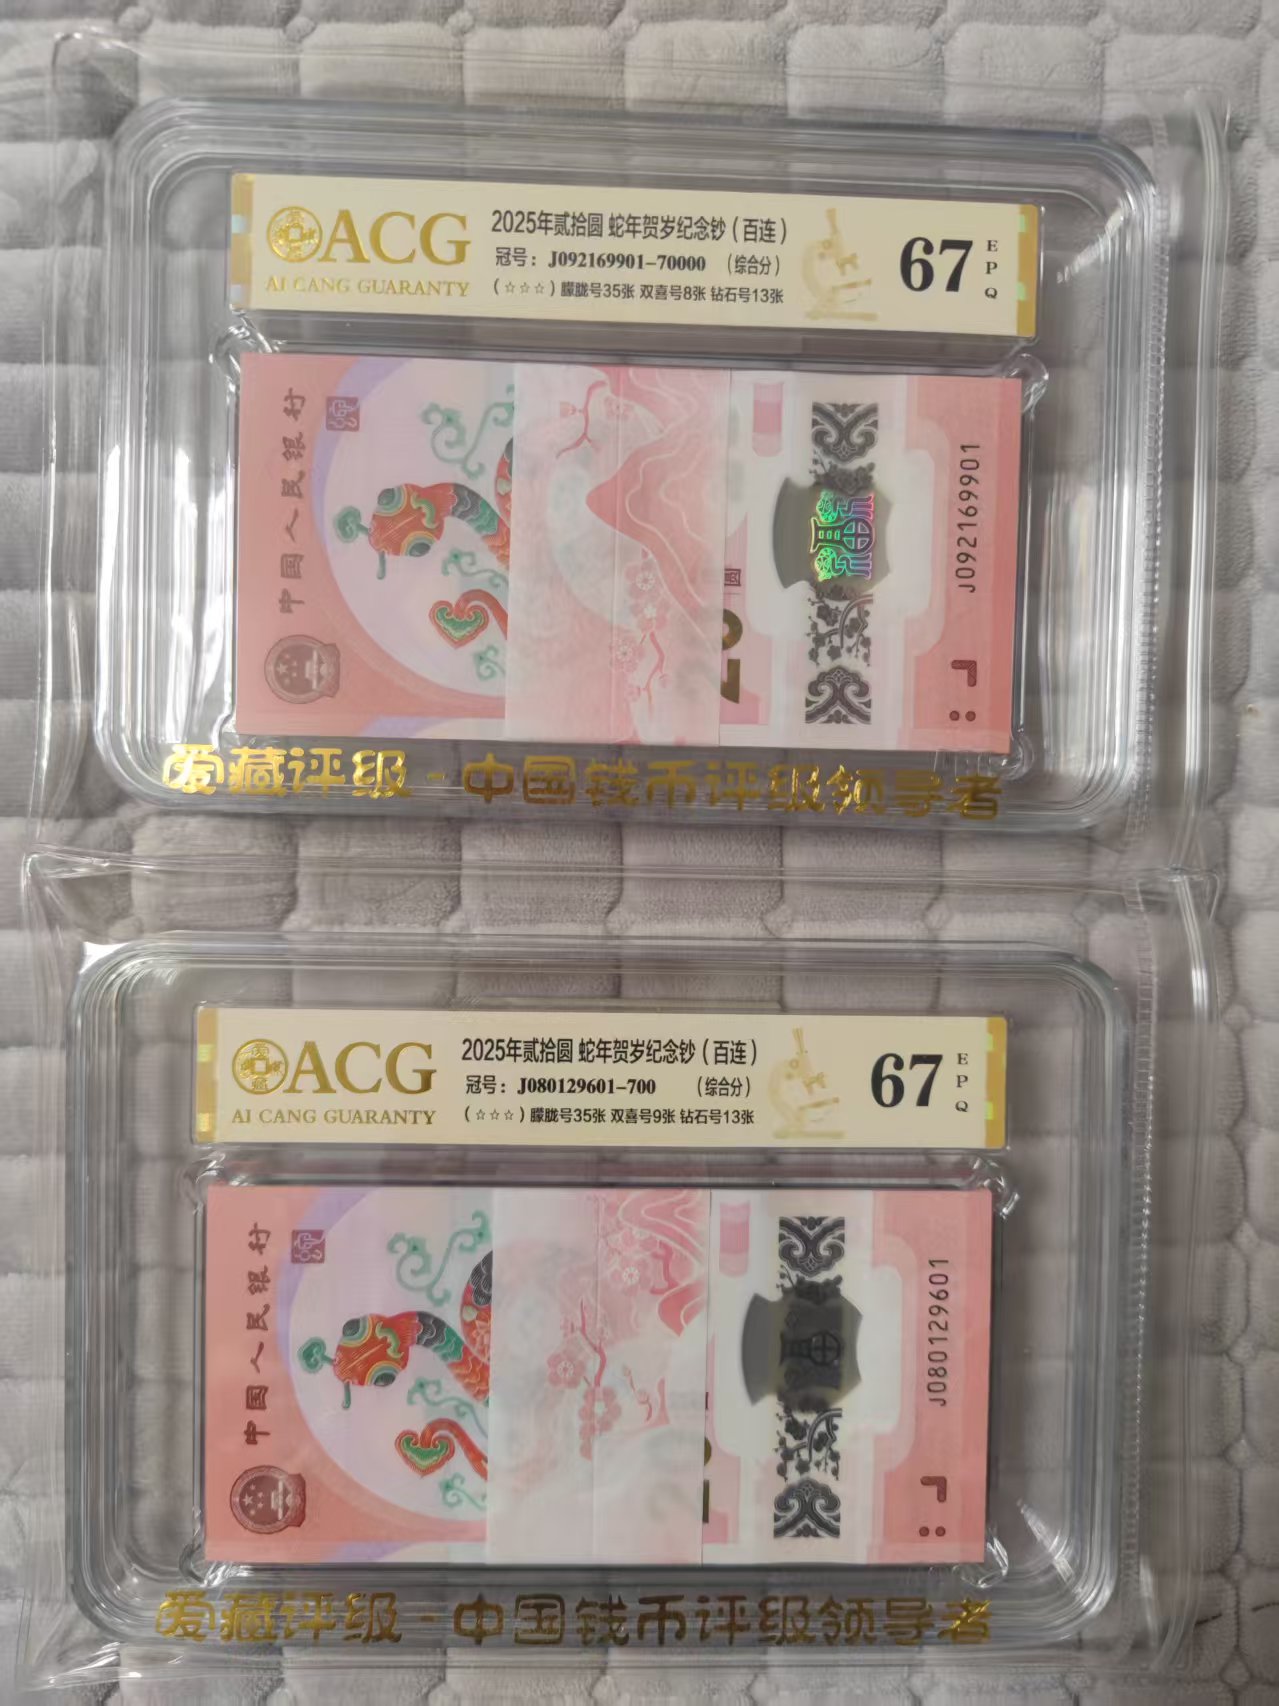 ACG
AI CANG GUARANTY
2025年贰拾圆 蛇年贺岁纪念钞（百连）
冠号：J092169901-70000 （综合分）
（☆☆☆）朦胧号35张 双喜号8张 钻石号13张
67
EPQ
中国人民银行
20
圆
J092169901
爱藏评级-中国钱币评级领导者
ACG
AI CANG GUARANTY
2025年贰拾圆 蛇年贺岁纪念钞（百连）
冠号：J080129601-700 （综合分）
（☆☆☆）朦胧号35张 双喜号9张 钻石号13张
67
EPQ
中国人民银行
J080129601
爱藏评级-中国钱币评级领导者